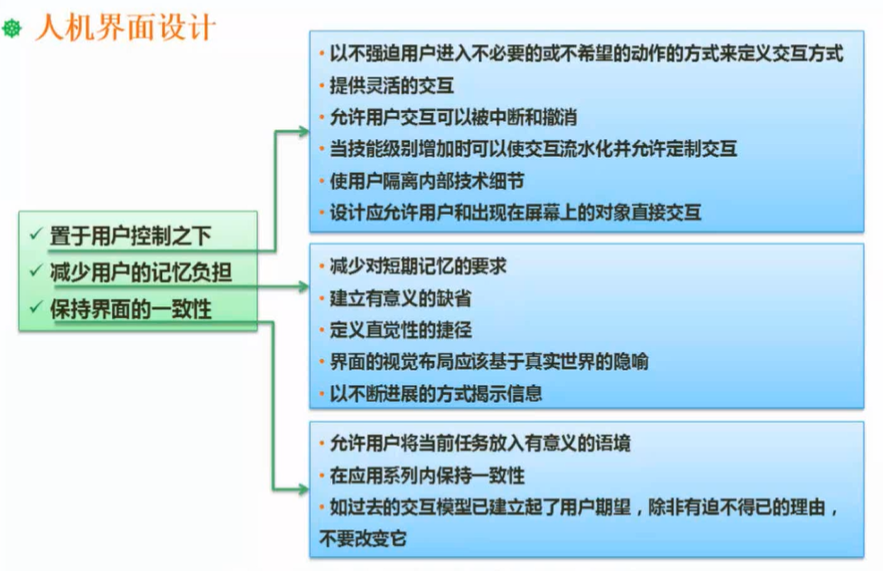 人机界面设计
置于用户控制之下
减少用户的记忆负担
保持界面的一致性
以不强迫用户进入不必要的或不希望的动作的方式来定义交互方式
提供灵活的交互
允许用户交互可以被中断和撤消
当技能级别增加时可以使交互流水化并允许定制交互
使用户隔离内部技术细节
设计应允许用户和出现在屏幕上的对象直接交互
减少对短期记忆的要求
建立有意义的缺省
定义直觉性的捷径
界面的视觉布局应该基于真实世界的隐喻
以不断进展的方式揭示信息
允许用户将当前任务放入有意义的语境
在应用系列内保持一致性
如过去的交互模型已建立起了用户期望，除非有迫不得已的理由，
不要改变它